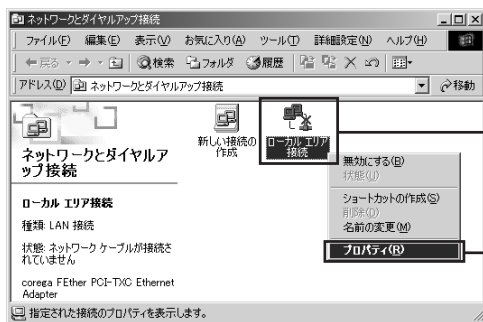 ネットワークとダイヤルアップ接続
ファイル(F) 編集(E) 表示(V) お気に入り(A) ツール(T) 詳細設定(N) ヘルプ(H)
戻る 検索 フォルダ 履歴
アドレス(D) ネットワークとダイヤルアップ接続 移動
新しい接続の
作成
ローカル エリア
接続
ネットワークとダイヤルア
ップ接続
ローカル エリア接続
種類: LAN 接続
状態: ネットワーク ケーブルが接続さ
れていません
corega FEther PCI-TXC Ethernet
Adapter
無効にする(B)
状態(U)
ショートカットの作成(S)
削除(D)
名前の変更(M)
プロパティ(R)
指定された接続のプロパティを表示します。